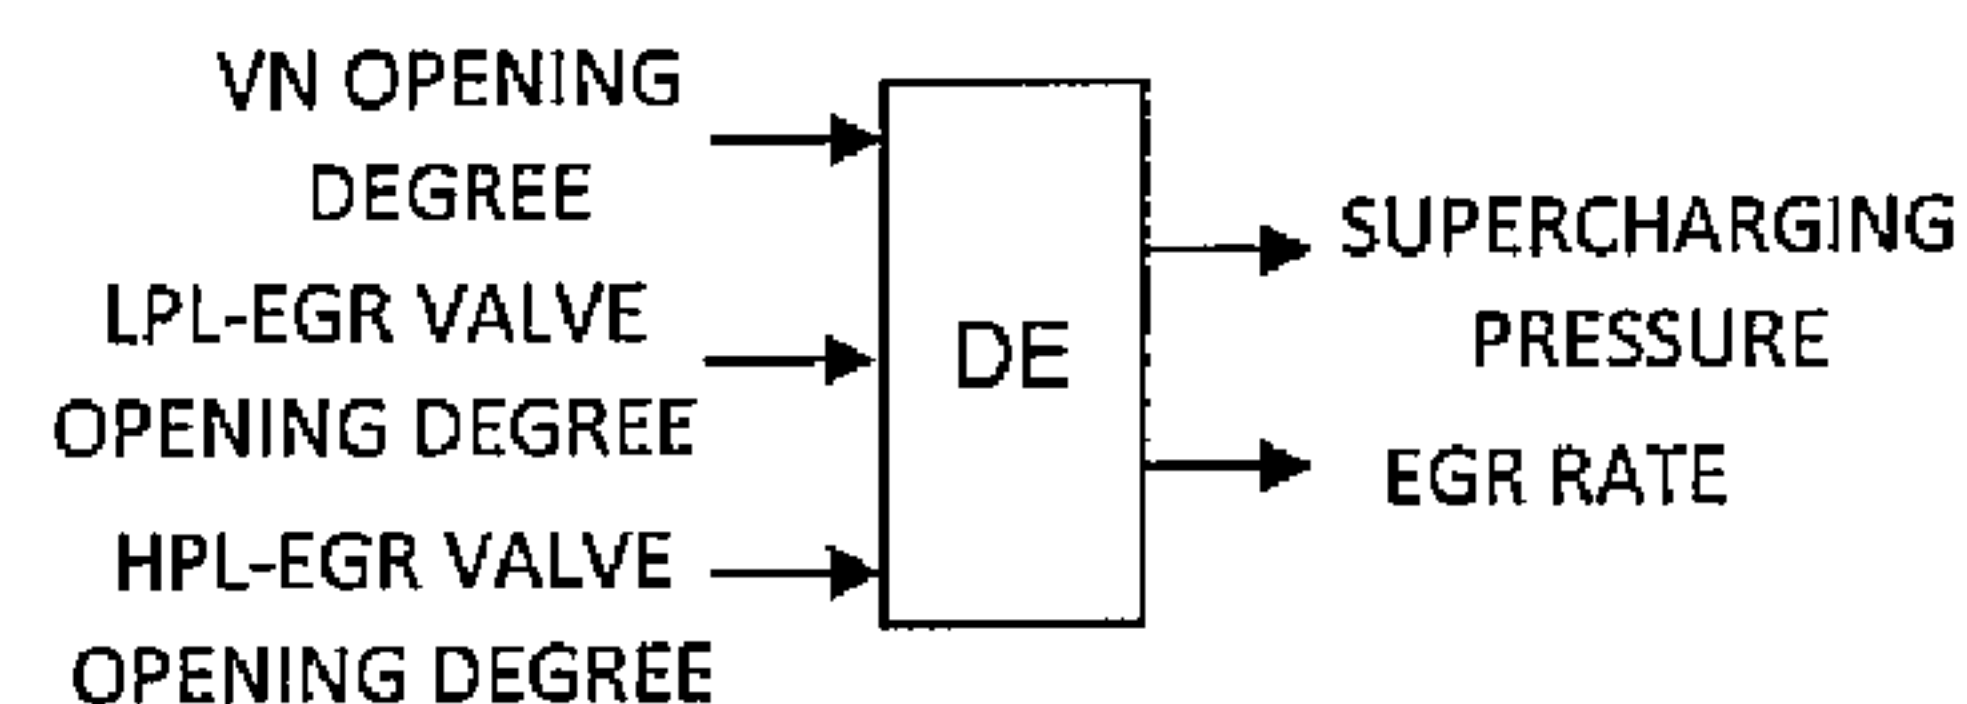 VN OPENING
DEGREE
LPL-EGR VALVE
OPENING DEGREE
HPL-EGR VALVE
OPENING DEGREE
DE
SUPERCHARGING
PRESSURE
EGR RATE